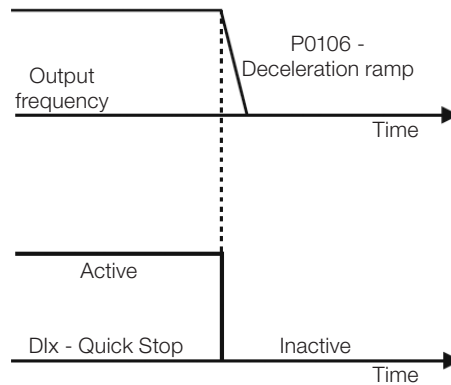 P0106 -
Deceleration ramp
Output
frequency
Time
Active
DIx - Quick Stop
Inactive
Time